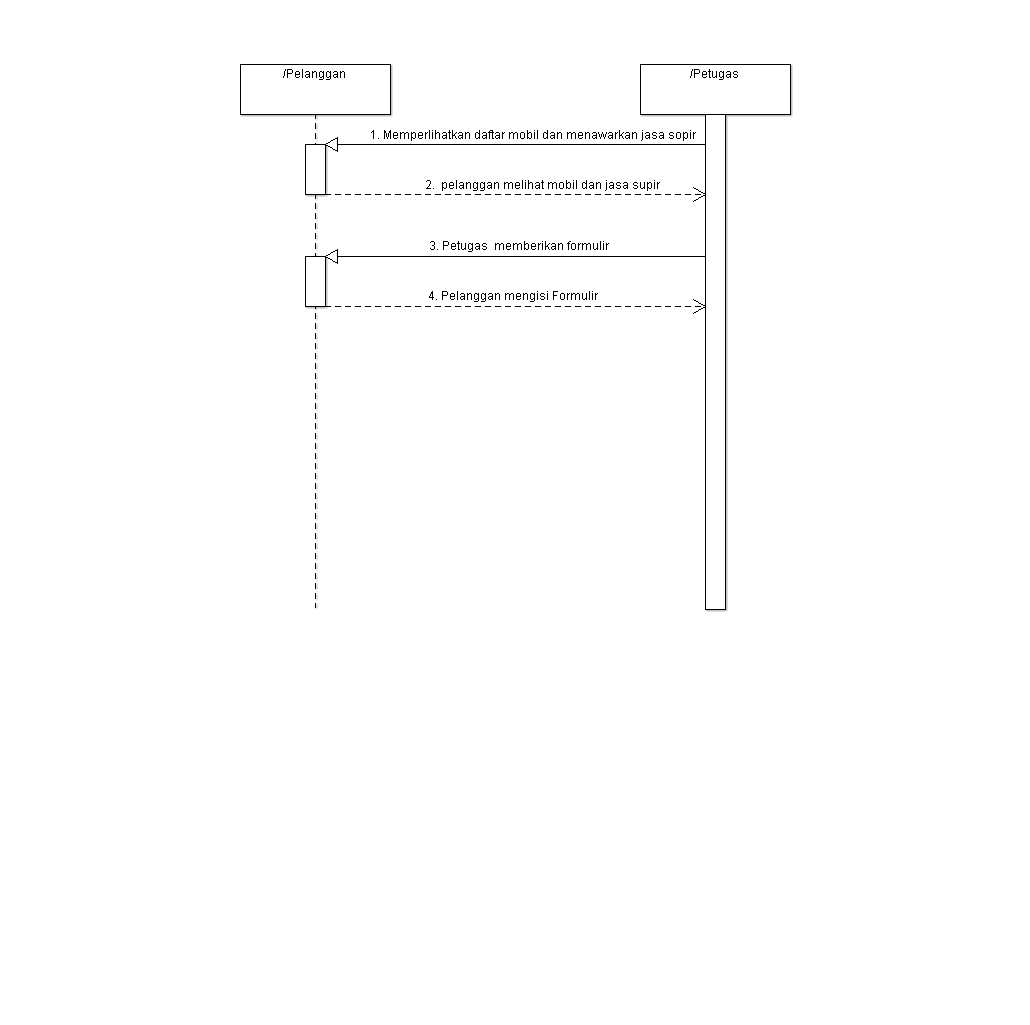 /Pelanggan
/Petugas
1. Memperlihatkan daftar mobil dan menawarkan jasa sopir
2.  pelanggan melihat mobil dan jasa supir
3. Petugas  memberikan formulir
4. Pelanggan mengisi Formulir